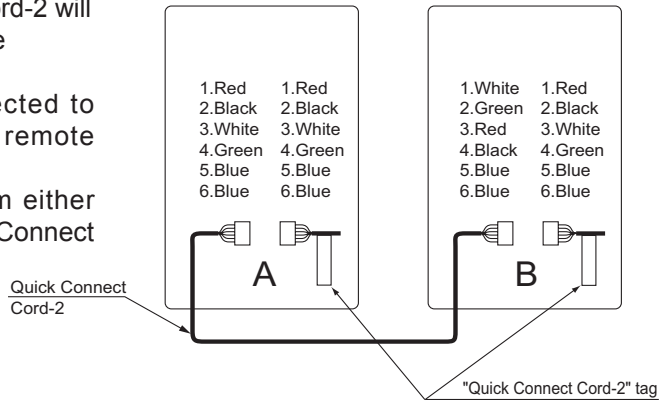 ord-2 will
e
ected to
remote
n either
Connect
1.Red 1.Red
2.Black 2.Black
3.White 3.White
4.Green 4.Green
5.Blue 5.Blue
6.Blue 6.Blue
A
1.White 1.Red
2.Green 2.Black
3.Red 3.White
4.Black 4.Green
5.Blue 5.Blue
6.Blue 6.Blue
B
Quick Connect
Cord-2
"Quick Connect Cord-2" tag